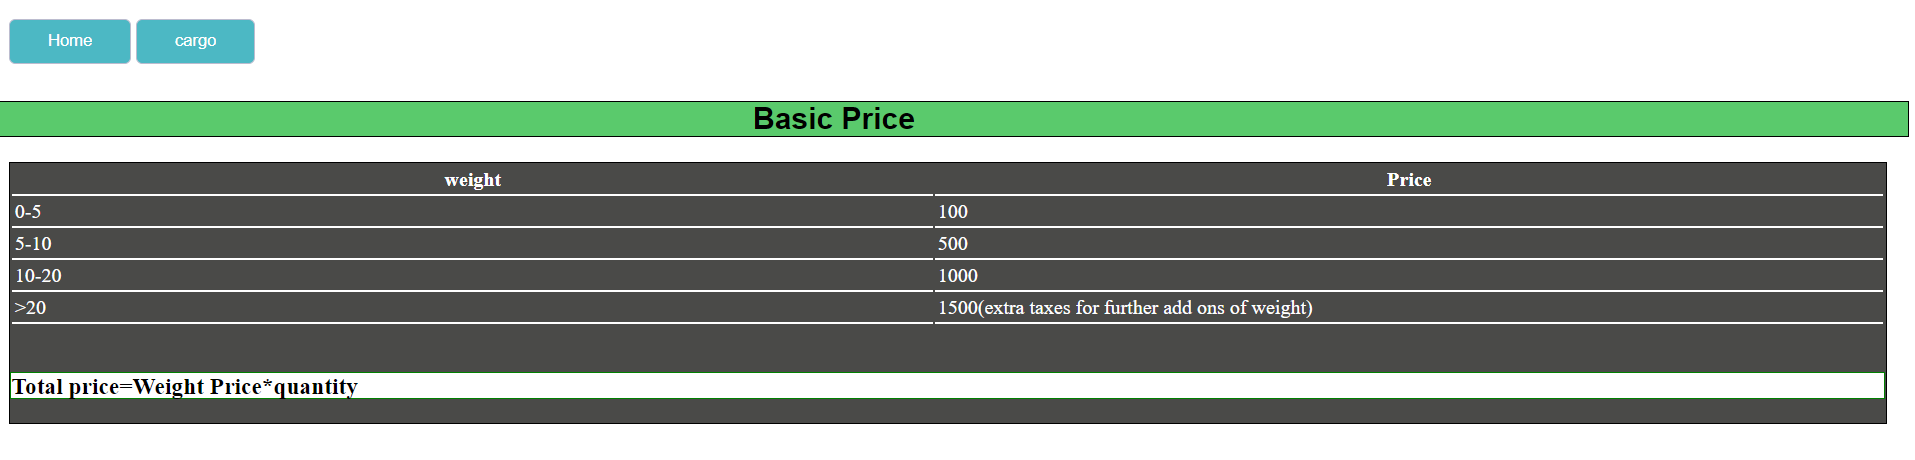 Home cargo
Basic Price
weight Price
0-5 100
5-10 500
10-20 1000
>20 1500(extra taxes for further add ons of weight)
Total price=Weight Price*quantity